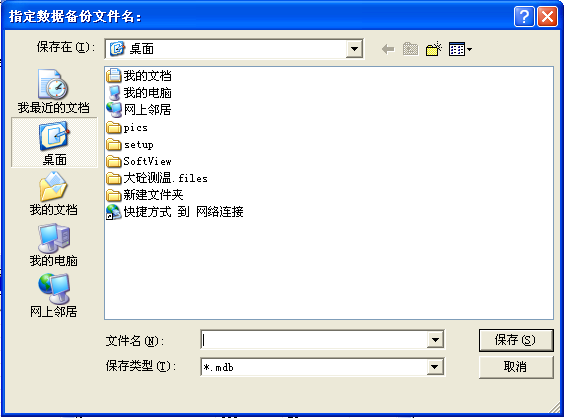 指定数据备份文件名:
保存在(I):
桌面
我最近的文档
桌面
我的文档
我的电脑
网上邻居
我的文档
我的电脑
网上邻居
pics
setup
SoftView
大砼测温.files
新建文件夹
快捷方式 到 网络连接
文件名(N):
保存(S)
保存类型(T):
*.mdb
取消